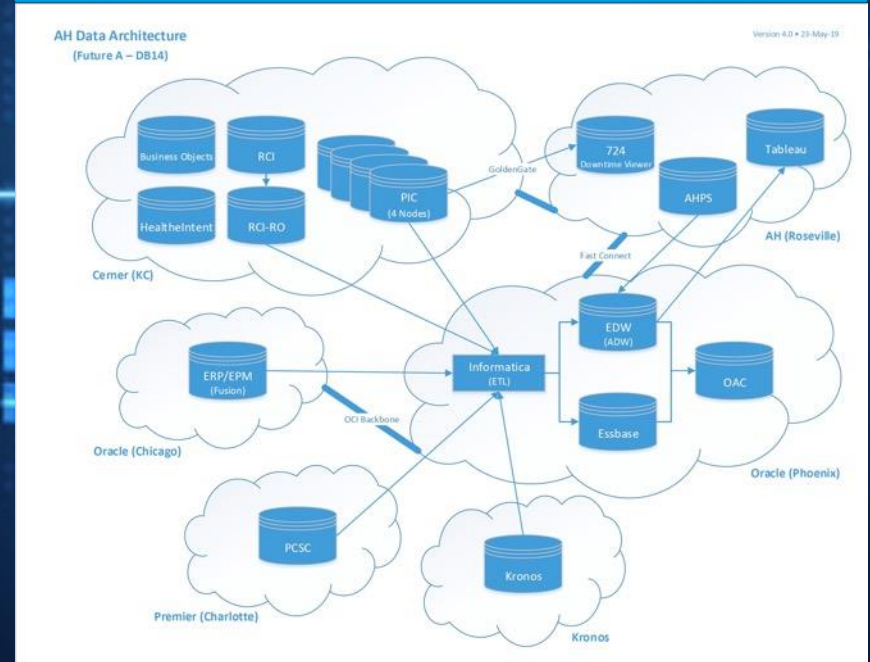 AH Data Architecture
(Future A – DB14)
Version 4.0 • 23-May-19
Business Objects
RCI
HealtheIntent
RCI-RO
PIC
(4 Nodes)
Cerner (KC)
GoldenGate
724
Downtime Viewer
Tableau
AHPS
AH (Roseville)
Fast Connect
ERP/EPM
(Fusion)
Oracle (Chicago)
OCI Backbone
Informatica
(ETL)
EDW
(ADW)
Essbase
OAC
Oracle (Phoenix)
PCSC
Premier (Charlotte)
Kronos
Kronos